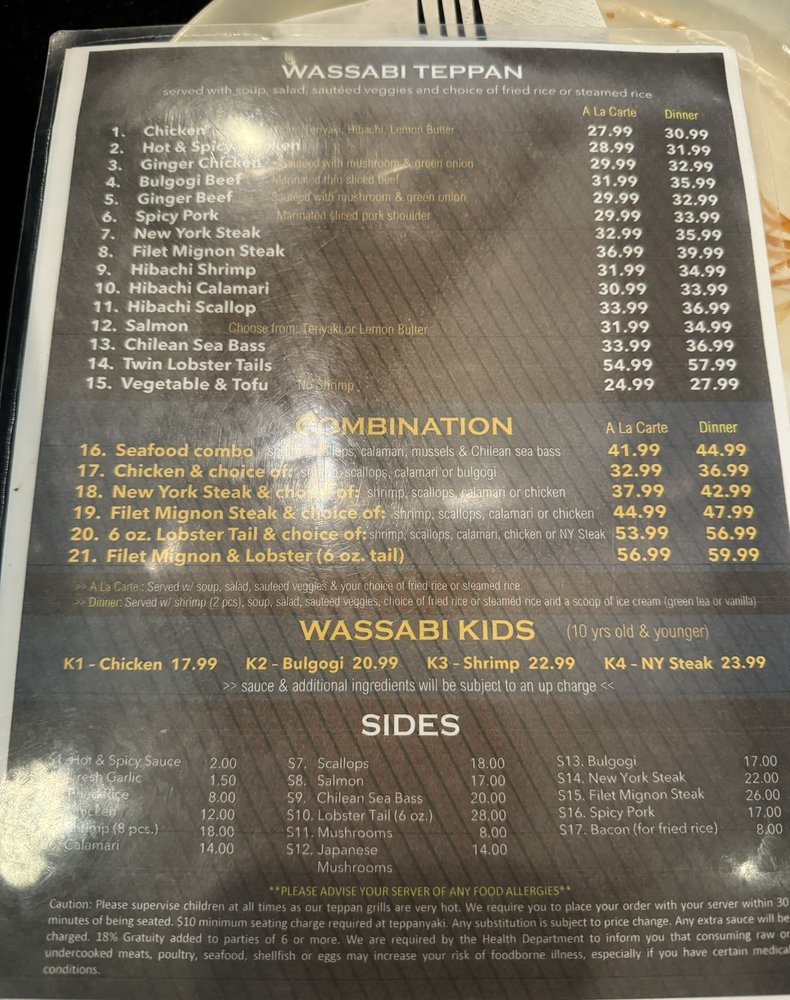 WASSABI TEPPAN
served with soup, salad, sautéed veggies and choice of fried rice or steamed rice
A La Carte Dinner
1. Chicken Teriyaki, Hibachi, Lemon Butter 27.99 30.99
2. Hot & Spicy 28.99 31.99
3. Ginger Chicken Sauteed with mushroom & green onion 29.99 32.99
4. Bulgogi Beef Marinated thin sliced beef 31.99 35.99
5. Ginger Beef Sauteed with mushroom & green onion 29.99 32.99
6. Spicy Pork Marinated sliced pork shoulder 29.99 33.99
7. New York Steak 32.99 35.99
8. Filet Mignon Steak 36.99 39.99
9. Hibachi Shrimp 31.99 34.99
10. Hibachi Calamari 30.99 33.99
11. Hibachi Scallop 33.99 36.99
12. Salmon Choose from: Teriyaki or Lemon Butter 31.99 34.99
13. Chilean Sea Bass 33.99 36.99
14. Twin Lobster Tails 54.99 57.99
15. Vegetable & Tofu No Shrimp 24.99 27.99
COMBINATION A La Carte Dinner
16. Seafood combo calamari, mussels & Chilean sea bass 41.99 44.99
17. Chicken & choice of: scallops, calamari or bulgogi 32.99 36.99
18. New York Steak & choice of: shrimp, scallops, calamari or chicken 37.99 42.99
19. Filet Mignon Steak & choice of: shrimp, scallops, calamari or chicken 44.99 47.99
20. 6 oz. Lobster Tail & choice of: shrimp, scallops, calamari, chicken or NY Steak 53.99 56.99
21. Filet Mignon & Lobster (6 oz. tail) 56.99 59.99
>> A La Carte : Served w/ soup, salad, sauteed veggies & your choice of fried rice or steamed rice.
>> Dinner: Served w/ shrimp (2 pcs), soup, salad, sauteed veggies, choice of fried rice or steamed rice and a scoop of ice cream (green tea or vanilla)
WASSABI KIDS (10 yrs old & younger)
K1 - Chicken 17.99 K2 - Bulgogi 20.99 K3 - Shrimp 22.99 K4 - NY Steak 23.99
>> sauce & additional ingredients will be subject to an up charge <<
SIDES
Hot & Spicy Sauce 2.00 S7. Scallops 18.00 S13. Bulgogi 17.00
Garlic 1.50 S8. Salmon 17.00 S14. New York Steak 22.00
Rice 8.00 S9. Chilean Sea Bass 20.00 S15. Filet Mignon Steak 26.00
12.00 S10. Lobster Tail (6 oz.) 28.00 S16. Spicy Pork 17.00
(8 pcs.) 18.00 S11. Mushrooms 8.00 S17. Bacon (for fried rice) 8.00
Calamari 14.00 S12. Japanese 14.00
Mushrooms
**PLEASE ADVISE YOUR SERVER OF ANY FOOD ALLERGIES**
Caution: Please supervise children at all times as our teppan grills are very hot. We require you to place your order with your server within 30
minutes of being seated. $10 minimum seating charge required at teppanyaki. Any substitution is subject to price change. Any extra sauce will be
charged. 18% Gratuity added to parties of 6 or more. We are required by the Health Department to inform you that consuming raw or
undercooked meats, poultry, seafood, shellfish or eggs may increase your risk of foodborne illness, especially if you have certain medical
conditions.